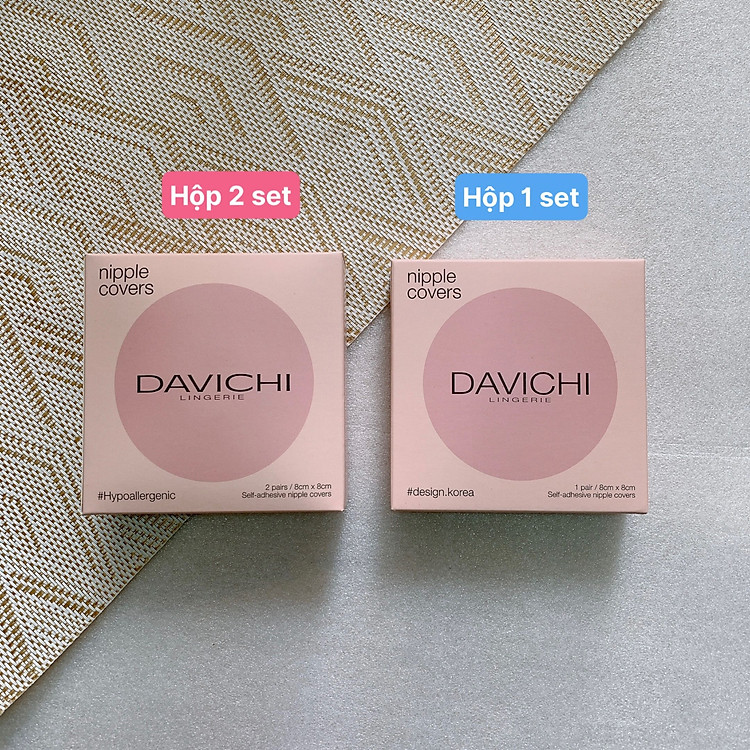 Hộp 2 set
nipple
covers
DAVICHI
LINGERIE
#Hypoallergenic
2 pairs / 8cm x 8cm
Self-adhesive nipple covers
Hộp 1 set
nipple
covers
DAVICHI
LINGERIE
#design.korea
1 pair / 8cm x 8cm
Self-adhesive nipple covers